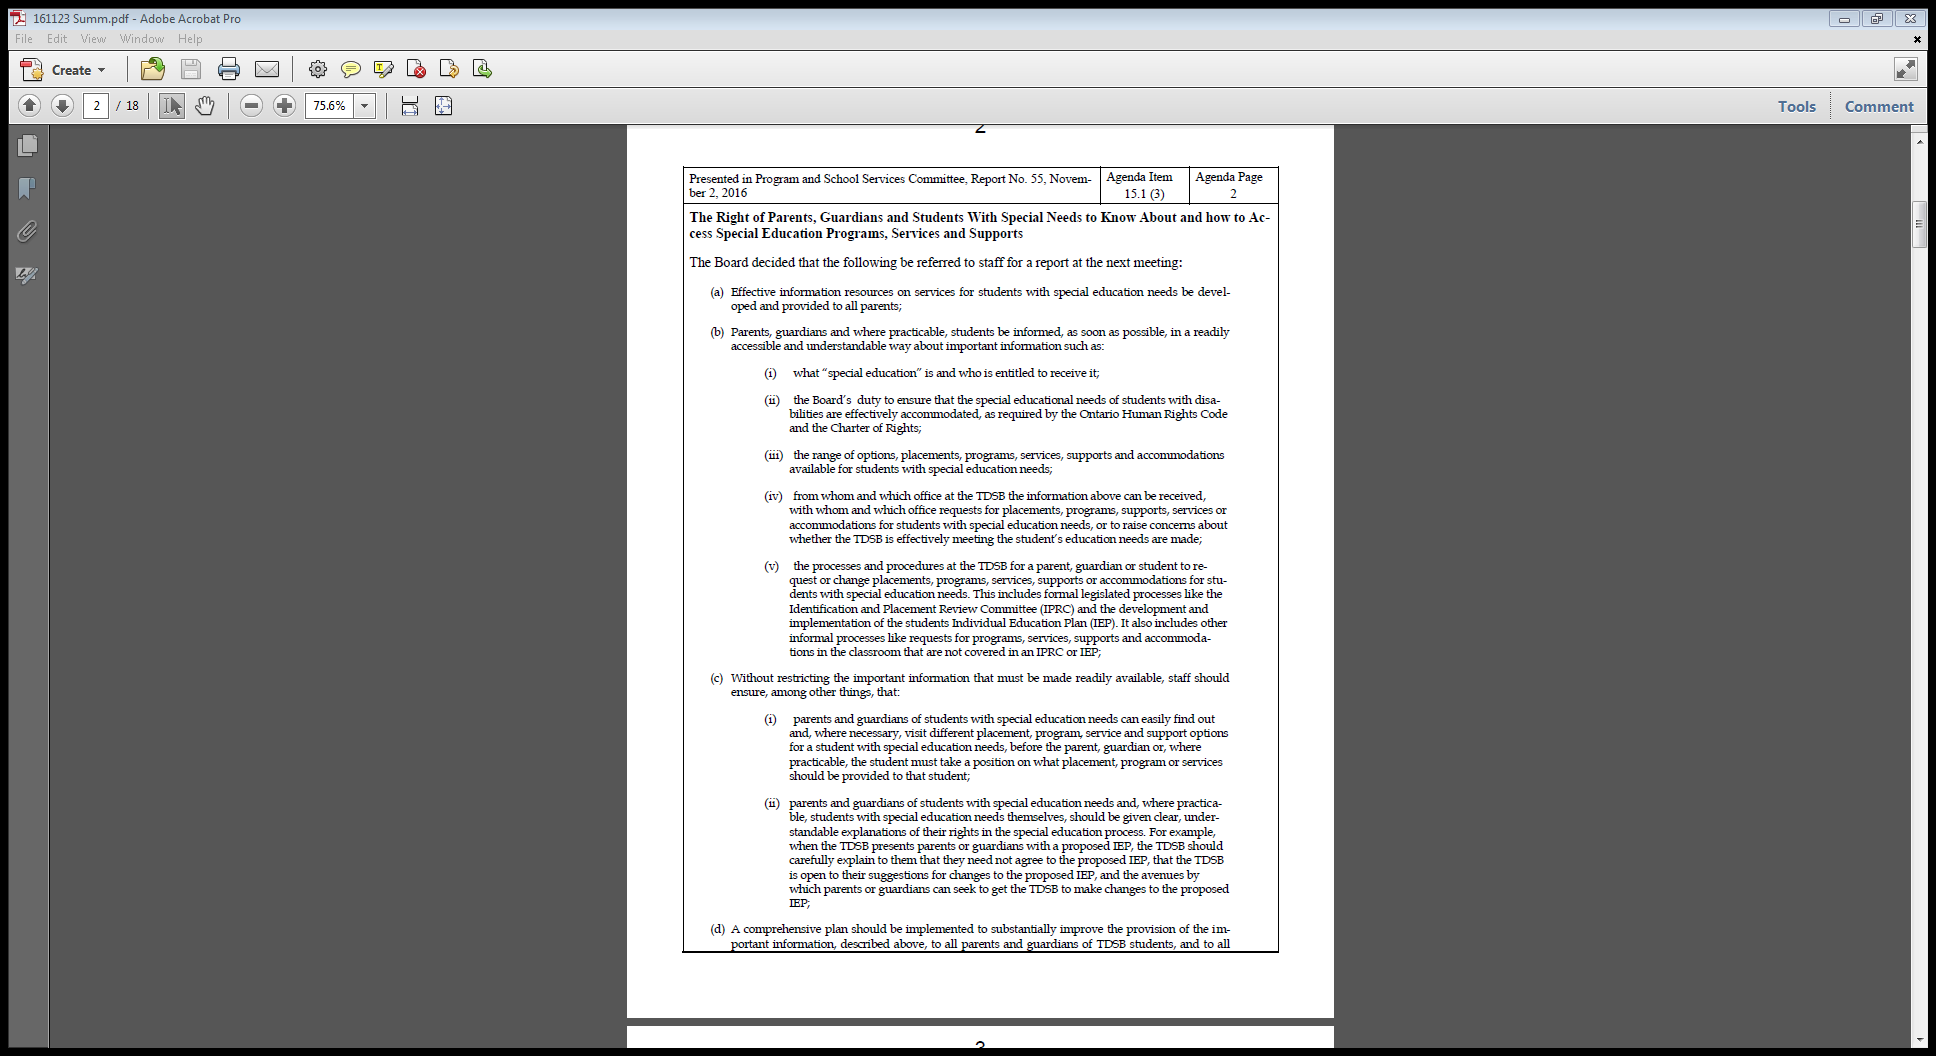 161123 Summ.pdf - Adobe Acrobat Pro
File Edit View Window Help
Create
2 / 18 75.6% Tools Comment
2
Presented in Program and School Services Committee, Report No. 55, Novem-
ber 2, 2016
Agenda Item
15.1 (3)
Agenda Page
2
The Right of Parents, Guardians and Students With Special Needs to Know About and how to Ac-
cess Special Education Programs, Services and Supports
The Board decided that the following be referred to staff for a report at the next meeting:
(a) Effective information resources on services for students with special education needs be devel-
oped and provided to all parents;
(b) Parents, guardians and where practicable, students be informed, as soon as possible, in a readily
accessible and understandable way about important information such as:
(i) what “special education” is and who is entitled to receive it;
(ii) the Board’s duty to ensure that the special educational needs of students with disa-
bilities are effectively accommodated, as required by the Ontario Human Rights Code
and the Charter of Rights;
(iii) the range of options, placements, programs, services, supports and accommodations
available for students with special education needs;
(iv) from whom and which office at the TDSB the information above can be received,
with whom and which office requests for placements, programs, supports, services or
accommodations for students with special education needs, or to raise concerns about
whether the TDSB is effectively meeting the student’s education needs are made;
(v) the processes and procedures at the TDSB for a parent, guardian or student to re-
quest or change placements, programs, services, supports or accommodations for stu-
dents with special education needs. This includes formal legislated processes like the
Identification and Placement Review Committee (IPRC) and the development and
implementation of the students Individual Education Plan (IEP). It also includes other
informal processes like requests for programs, services, supports and accommoda-
tions in the classroom that are not covered in an IPRC or IEP;
(c) Without restricting the important information that must be made readily available, staff should
ensure, among other things, that:
(i) parents and guardians of students with special education needs can easily find out
and, where necessary, visit different placement, program, service and support options
for a student with special education needs, before the parent, guardian or, where
practicable, the student must take a position on what placement, program or services
should be provided to that student;
(ii) parents and guardians of students with special education needs and, where practica-
ble, students with special education needs themselves, should be given clear, under-
standable explanations of their rights in the special education process. For example,
when the TDSB presents parents or guardians with a proposed IEP, the TDSB should
carefully explain to them that they need not agree to the proposed IEP, that the TDSB
is open to their suggestions for changes to the proposed IEP, and the avenues by
which parents or guardians can seek to get the TDSB to make changes to the proposed
IEP;
(d) A comprehensive plan should be implemented to substantially improve the provision of the im-
portant information, described above, to all parents and guardians of TDSB students, and to all
3